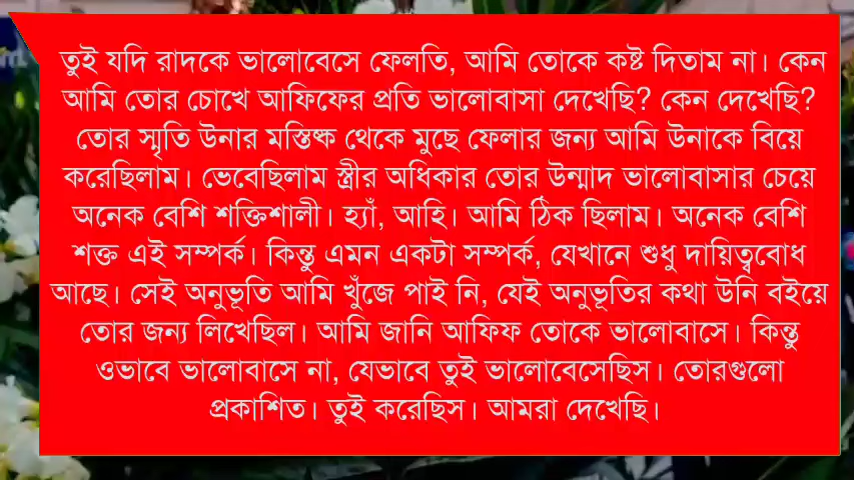 তুই যদি রাদকে ভালোবেসে ফেলতি, আমি তোকে কষ্ট দিতাম না। কেন
আমি তোর চোখে আফিফের প্রতি ভালোবাসা দেখেছি? কেন দেখেছি?
তোর স্মৃতি উনার মস্তিষ্ক থেকে মুছে ফেলার জন্য আমি উনাকে বিয়ে
করেছিলাম। ভেবেছিলাম স্ত্রীর অধিকার তোর উন্মাদ ভালোবাসার চেয়ে
অনেক বেশি শক্তিশালী। হ্যাঁ, আহি। আমি ঠিক ছিলাম। অনেক বেশি
শক্ত এই সম্পর্ক। কিন্তু এমন একটা সম্পর্ক, যেখানে শুধু দায়িত্ববোধ
আছে। সেই অনুভূতি আমি খুঁজে পাই নি, যেই অনুভূতির কথা উনি বইয়ে
তোর জন্য লিখেছিল। আমি জানি আফিফ তোকে ভালোবাসে। কিন্তু
ওভাবে ভালোবাসে না, যেভাবে তুই ভালোবেসেছিস। তোরগুলো
প্রকাশিত। তুই করেছিস। আমরা দেখেছি।